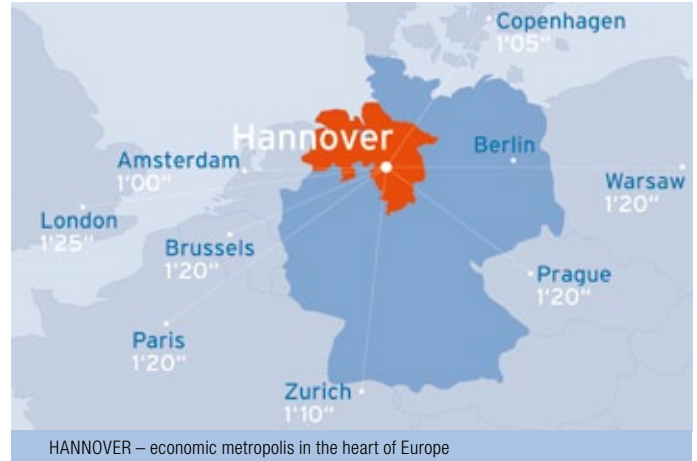 Copenhagen
1'05"
Hannover
Berlin
Amsterdam
1'00"
Warsaw
1'20"
London
1'25"
Brussels
1'20"
Prague
1'20"
Paris
1'20"
Zurich
1'10"
HANNOVER – economic metropolis in the heart of Europe